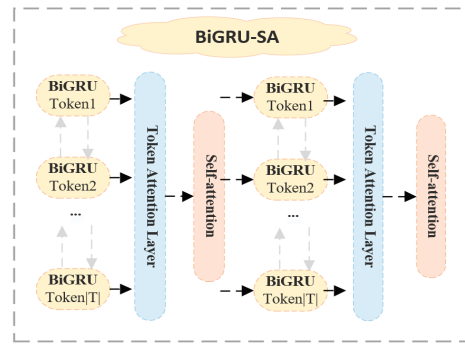 BiGRU-SA
BiGRU
Token1
BiGRU
Token2
...
BiGRU
Token|T|
Token Attention Layer
Self-attention
BiGRU
Token1
BiGRU
Token2
...
BiGRU
Token|T|
Token Attention Layer
Self-attention